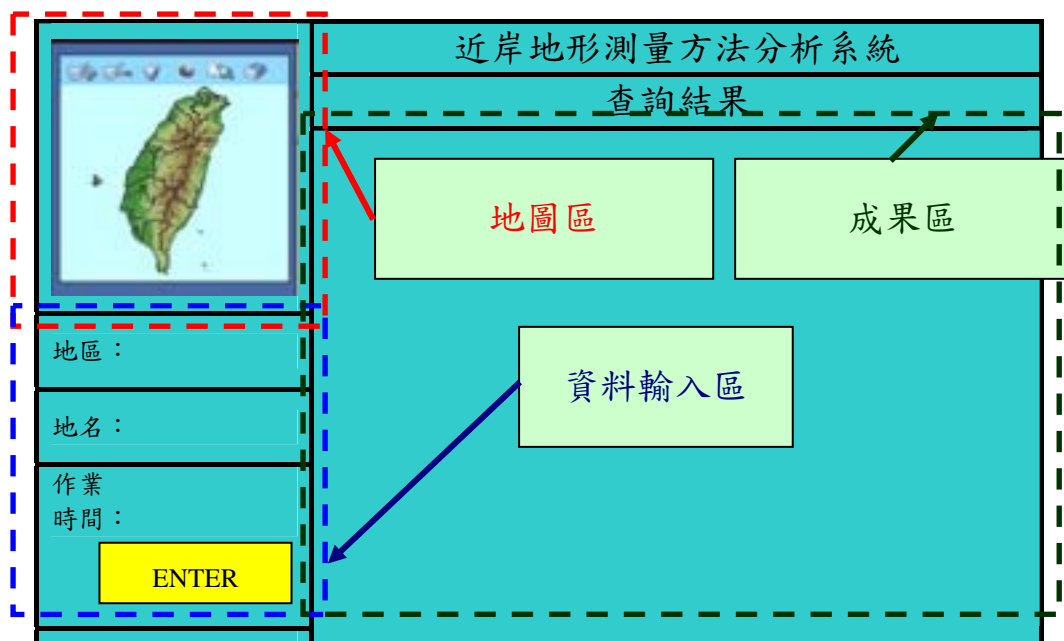 近岸地形測量方法分析系統
查詢結果
地圖區
成果區
資料輸入區
地區：
地名：
作業
時間：
ENTER